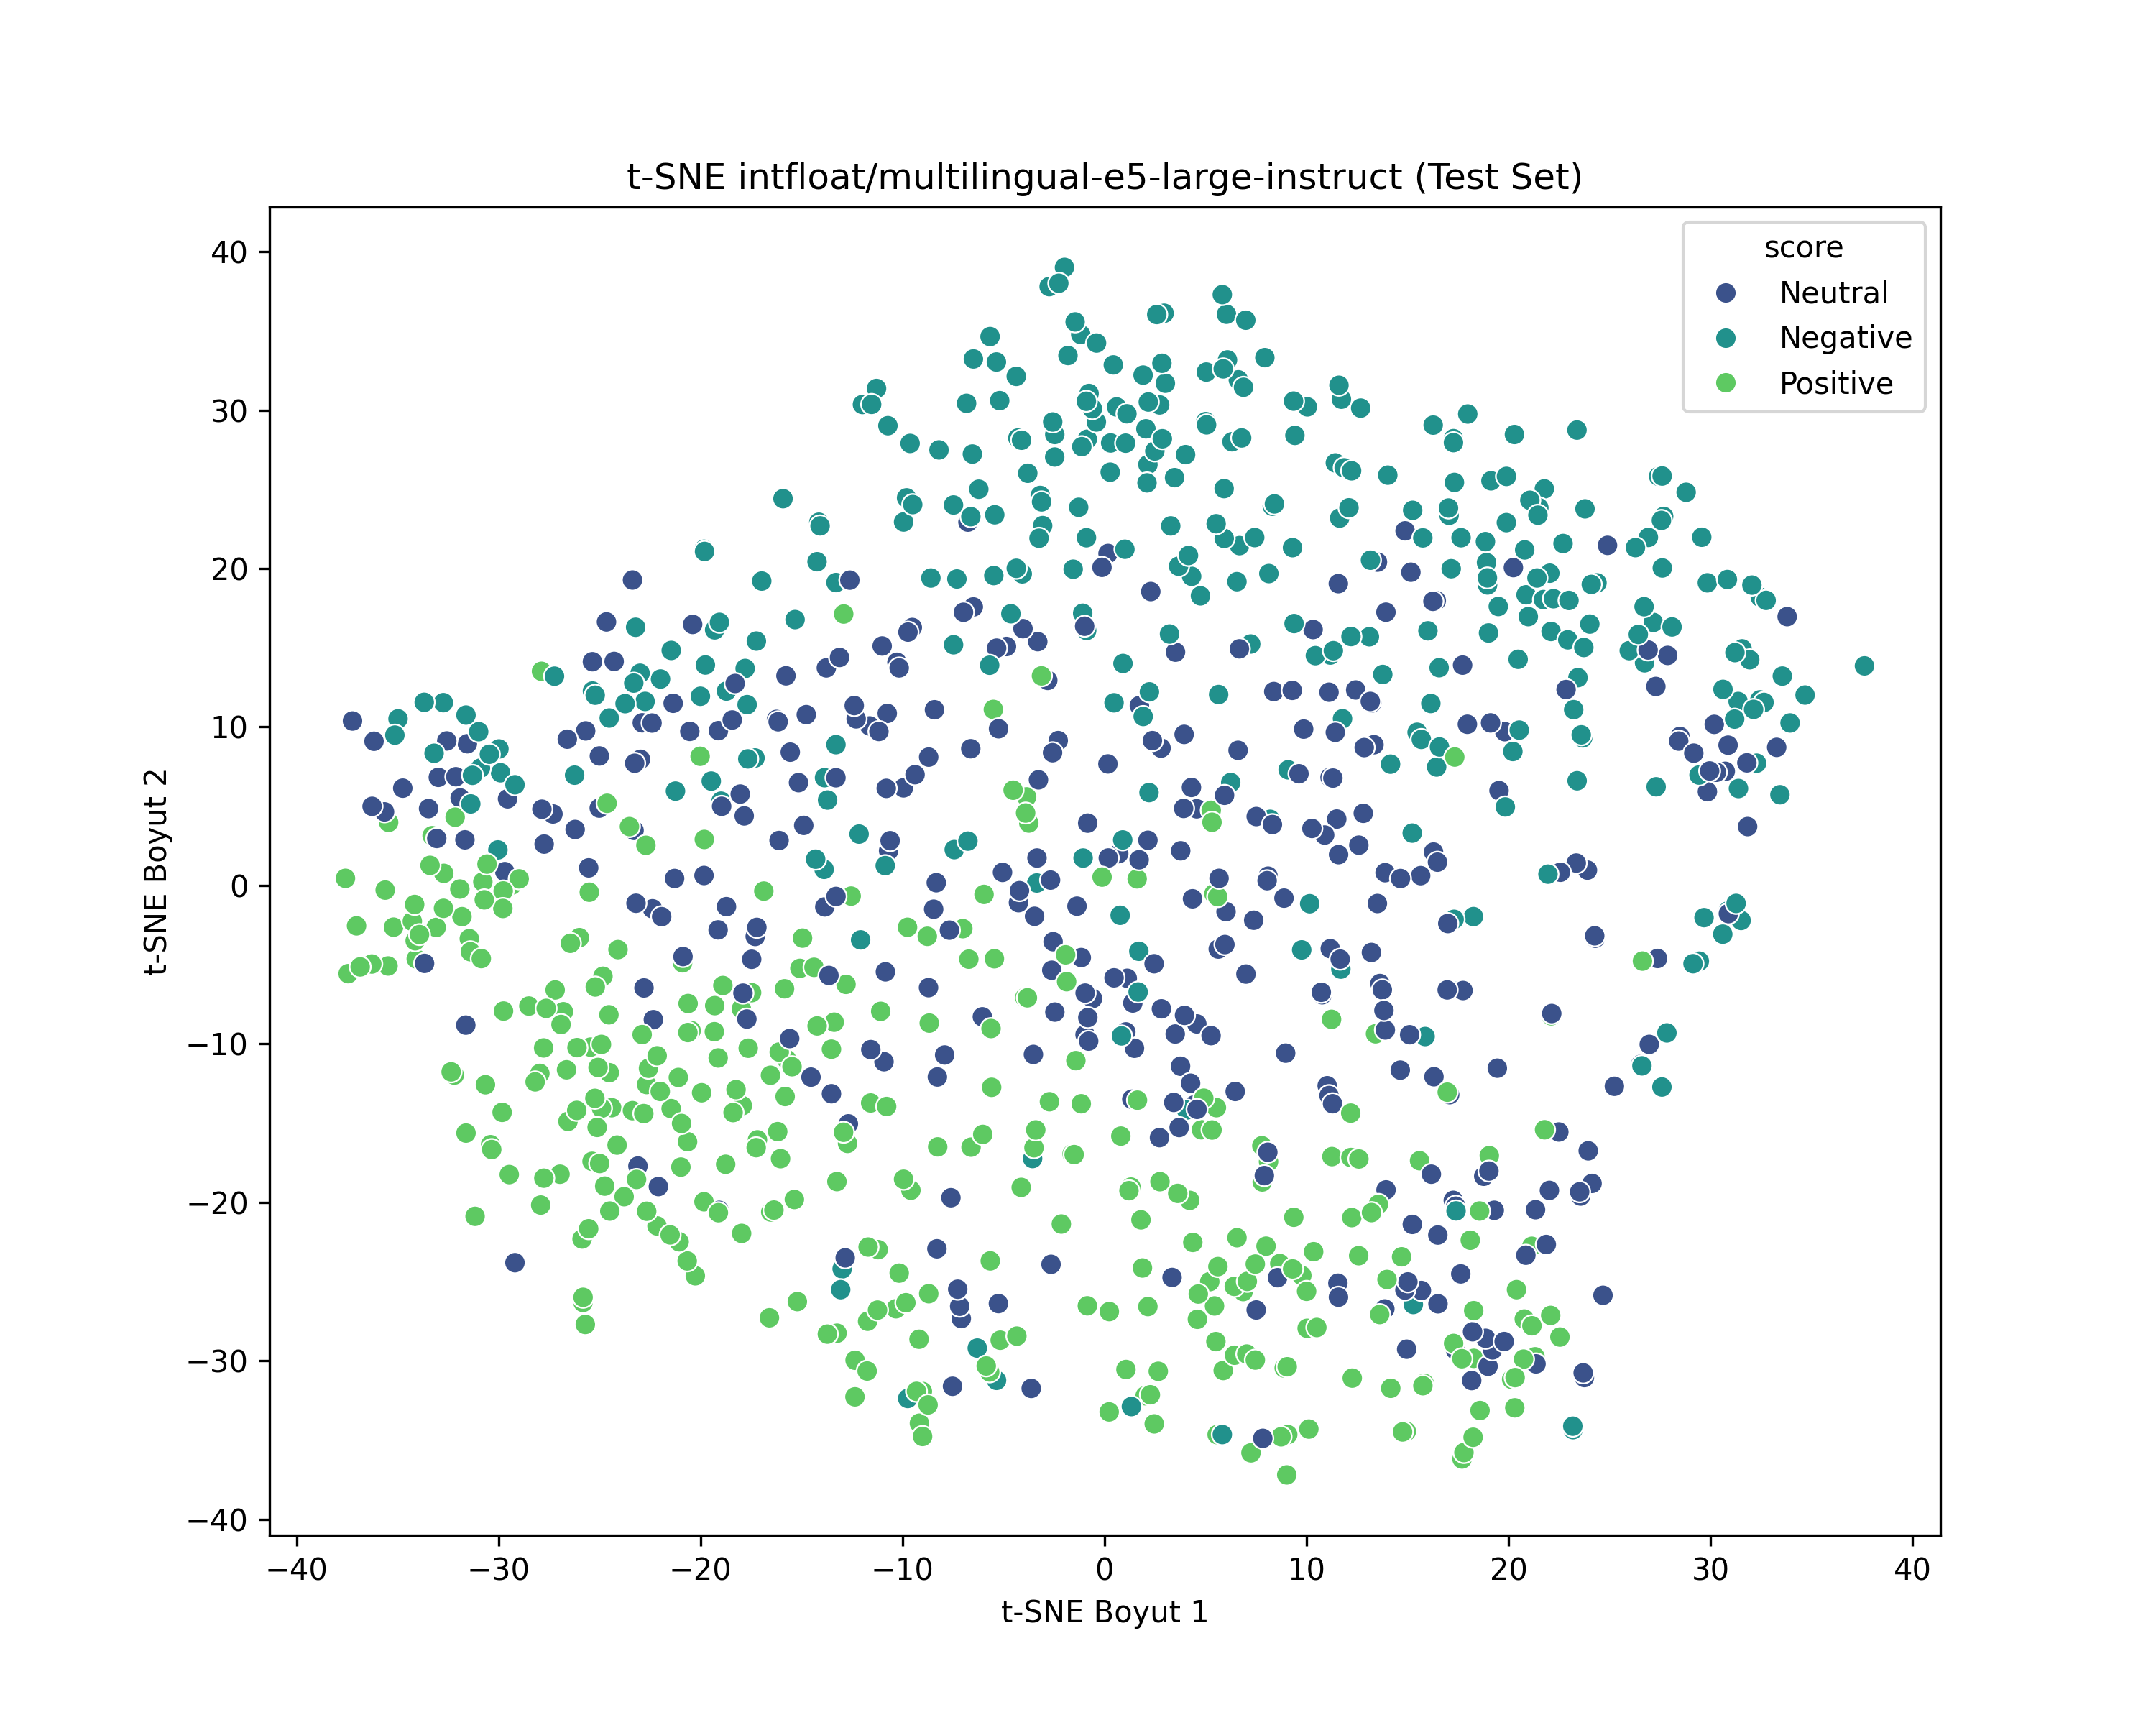 t-SNE intfloat/multilingual-e5-large-instruct (Test Set)
score
Neutral
Negative
Positive
40
30
20
10
0
−10
−20
−30
−40
t-SNE Boyut 2
−40
−30
−20
−10
0
10
20
30
40
t-SNE Boyut 1